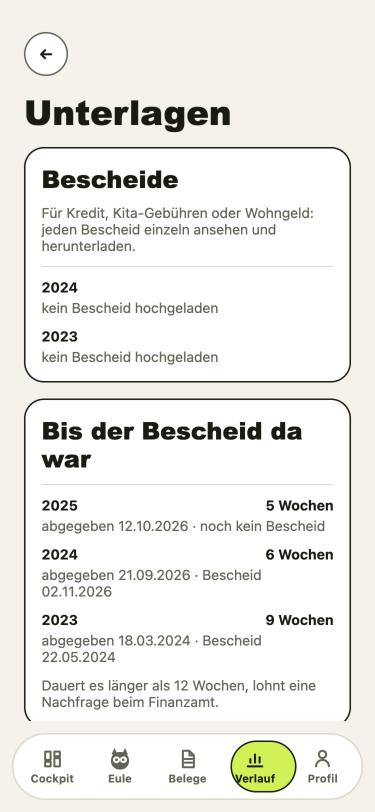 Unterlagen
Bescheide
Für Kredit, Kita-Gebühren oder Wohngeld:
jeden Bescheid einzeln ansehen und
herunterladen.
2024
kein Bescheid hochgeladen
2023
kein Bescheid hochgeladen
Bis der Bescheid da
war
2025 5 Wochen
abgegeben 12.10.2026 · noch kein Bescheid
2024 6 Wochen
abgegeben 21.09.2026 · Bescheid
02.11.2026
2023 9 Wochen
abgegeben 18.03.2024 · Bescheid
22.05.2024
Dauert es länger als 12 Wochen, lohnt eine
Nachfrage beim Finanzamt.
Cockpit Eule Belege Verlauf Profil